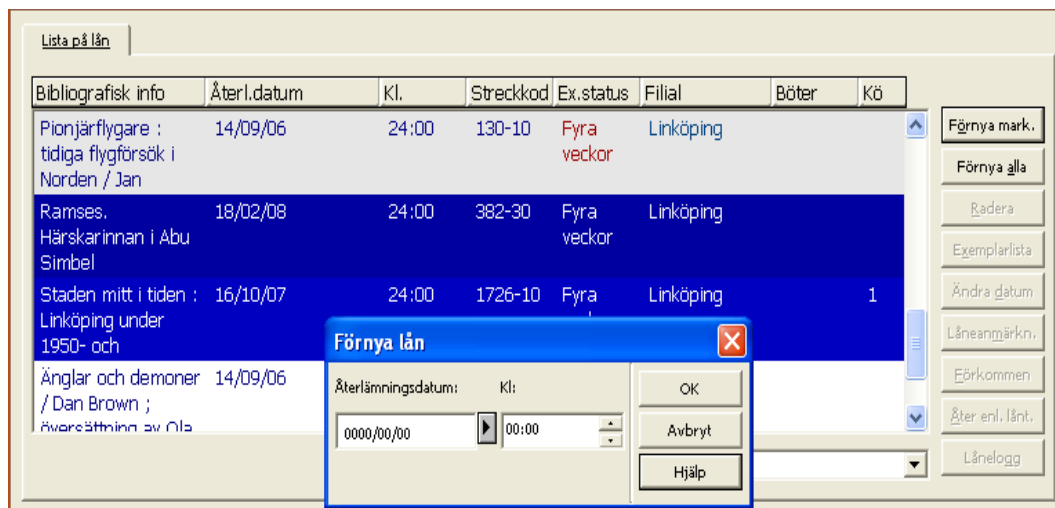 Lista på lån
Bibliografisk info Återl.datum Kl. Streckkod Ex.status Filial Böter Kö
Pionjärflygare : 14/09/06 24:00 130-10 Fyra Linköping
tidiga flygförsök i veckor
Norden / Jan
Ramses. 18/02/08 24:00 382-30 Fyra Linköping
Härskarinnan i Abu veckor
Simbel
Staden mitt i tiden : 16/10/07 24:00 1726-10 Fyra Linköping 1
Linköping under
1950- och
Änglar och demoner 14/09/06
/ Dan Brown ;
översättning av Ola
Förnya mark.
Förnya alla
Radera
Exemplarlista
Ändra datum
Låneanmärkn.
Förkommen
Åter enl. lånt.
Lånelogg
Förnya lån
Återlämningsdatum: Kl:
0000/00/00 00:00
OK
Avbryt
Hjälp